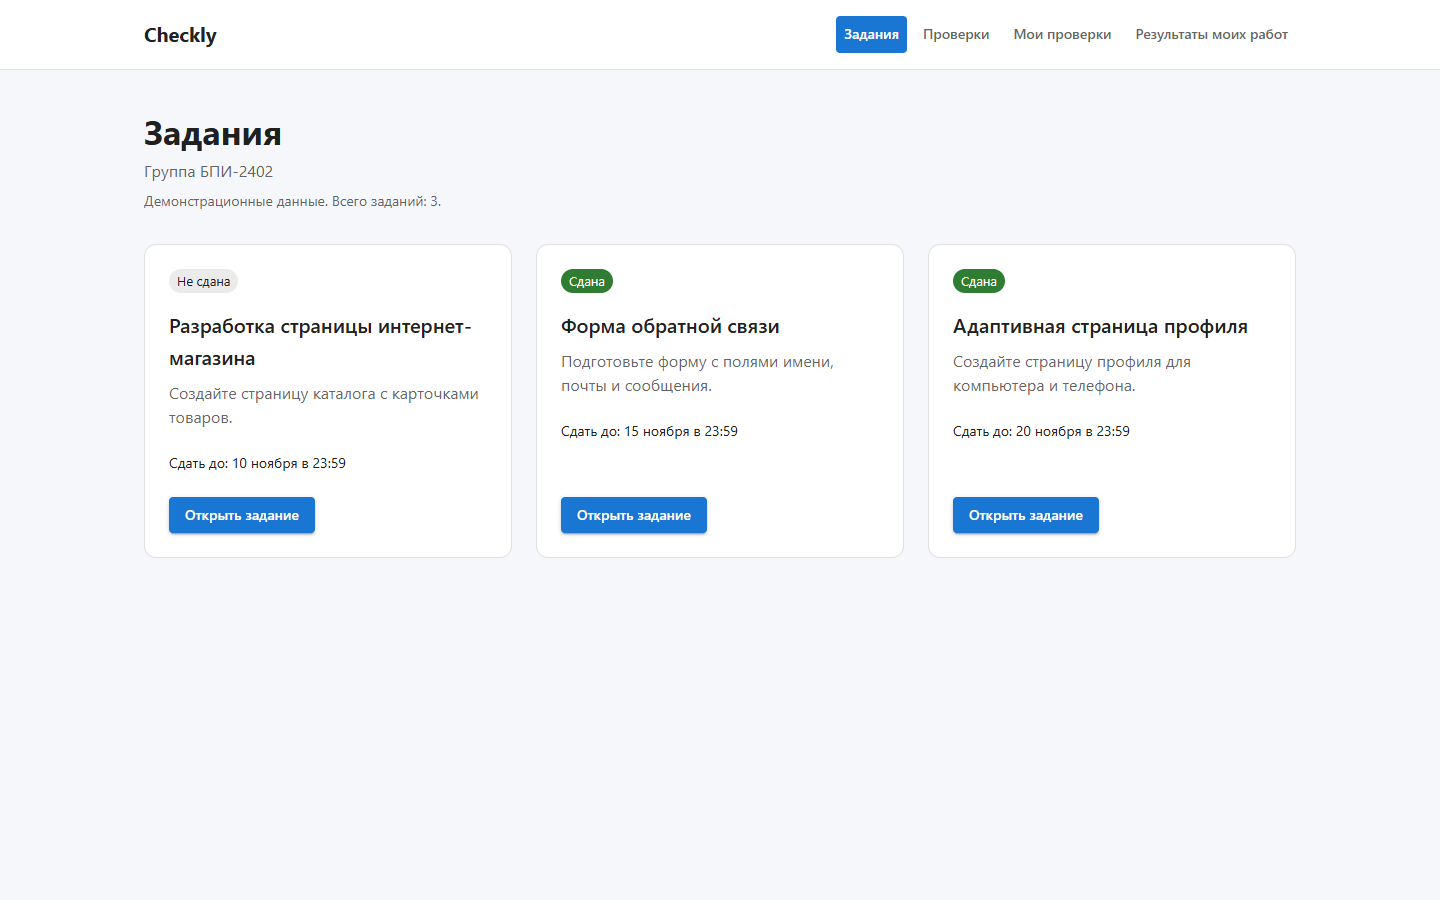 Checkly
Задания
Проверки
Мои проверки
Результаты моих работ
Задания
Группа БПИ-2402
Демонстрационные данные. Всего заданий: 3.
Не сдана
Разработка страницы интернет-
магазина
Создайте страницу каталога с карточками
товаров.
Сдать до: 10 ноября в 23:59
Открыть задание
Сдана
Форма обратной связи
Подготовьте форму с полями имени,
почты и сообщения.
Сдать до: 15 ноября в 23:59
Открыть задание
Сдана
Адаптивная страница профиля
Создайте страницу профиля для
компьютера и телефона.
Сдать до: 20 ноября в 23:59
Открыть задание